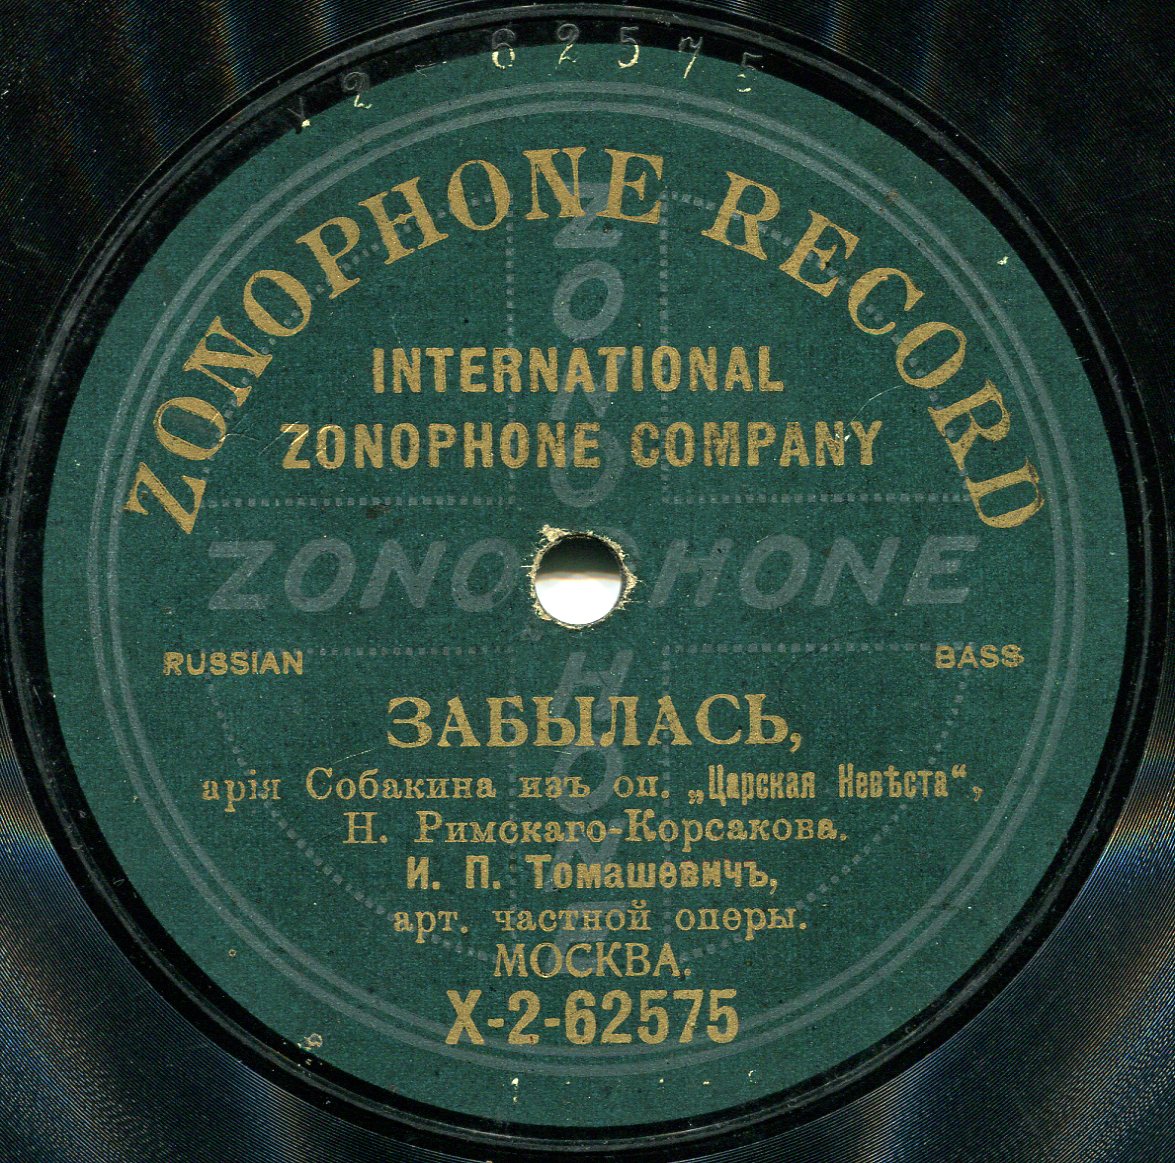 X 2 - 62575
ZONOPHONE RECORD
INTERNATIONAL
ZONOPHONE COMPANY
ZONOPHONE
ZONOPHONE
RUSSIAN
BASS
ЗАБЫЛАСЬ,
арія Собакина изъ оп. „Царская Невѣста“,
Н. Римскаго-Корсакова.
И. П. Томашевичъ,
арт. частной оперы.
МОСКВА.
X-2-62575